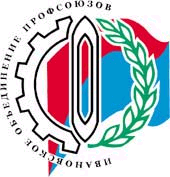 ИВАНОВСКОЕ ОБЪЕДИНЕНИЕ ПРОФСОЮЗОВ